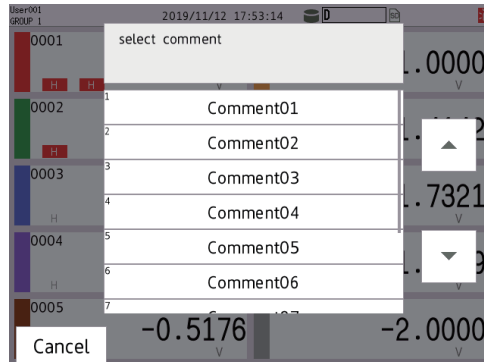 User001
GROUP 1
2019/11/12 17:53:14
D
SD
0001
select comment
.0000
H H
V
V
1
Comment01
0002
2
Comment02
H
3
Comment03
0003
.7321
4
Comment04
H
V
0004
5
Comment05
6
Comment06
H
V
0005
7
-0.5176
-2.0000
Cancel
V
V